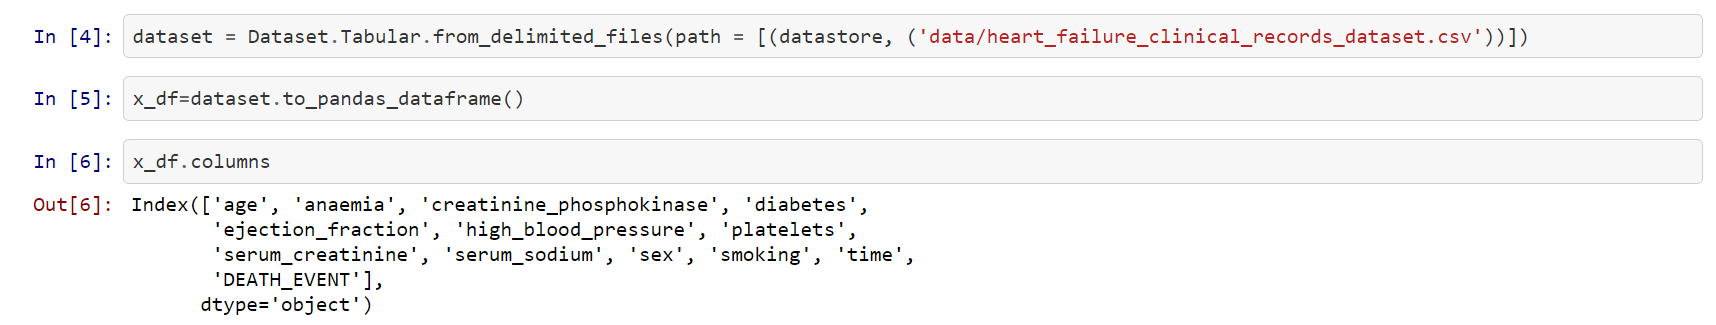 In [4]: dataset = Dataset.Tabular.from_delimited_files(path = [(datastore, ('data/heart_failure_clinical_records_dataset.csv'))])
In [5]: x_df=dataset.to_pandas_dataframe()
In [6]: x_df.columns
Out[6]: Index(['age', 'anaemia', 'creatinine_phosphokinase', 'diabetes',
'ejection_fraction', 'high_blood_pressure', 'platelets',
'serum_creatinine', 'serum_sodium', 'sex', 'smoking', 'time',
'DEATH_EVENT'],
dtype='object')